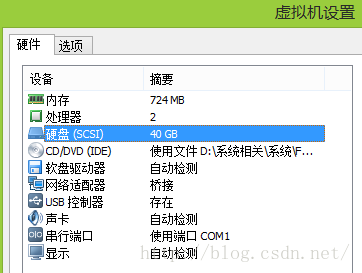 虚拟机设置
硬件 选项
设备 摘要
内存 724 MB
处理器 2
硬盘 (SCSI) 40 GB
CD/DVD (IDE) 使用文件 D:\系统相关\系统\F...
软盘驱动器 自动检测
网络适配器 桥接
USB 控制器 存在
声卡 自动检测
串行端口 使用端口 COM1
显示 自动检测
http://blog.csdn.net/